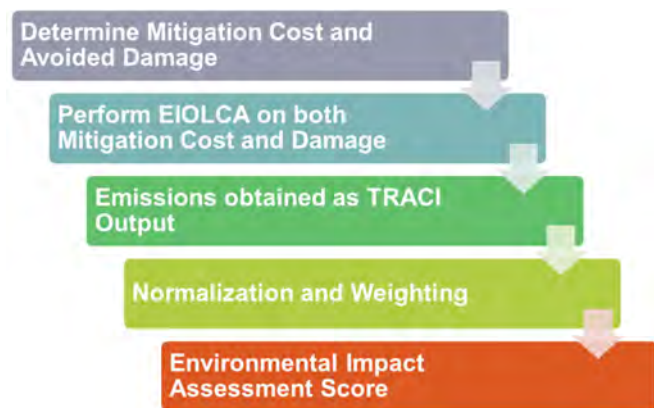 Determine Mitigation Cost and
Avoided Damage
Perform EIOLCA on both
Mitigation Cost and Damage
Emissions obtained as TRACI
Output
Normalization and Weighting
Environmental Impact
Assessment Score